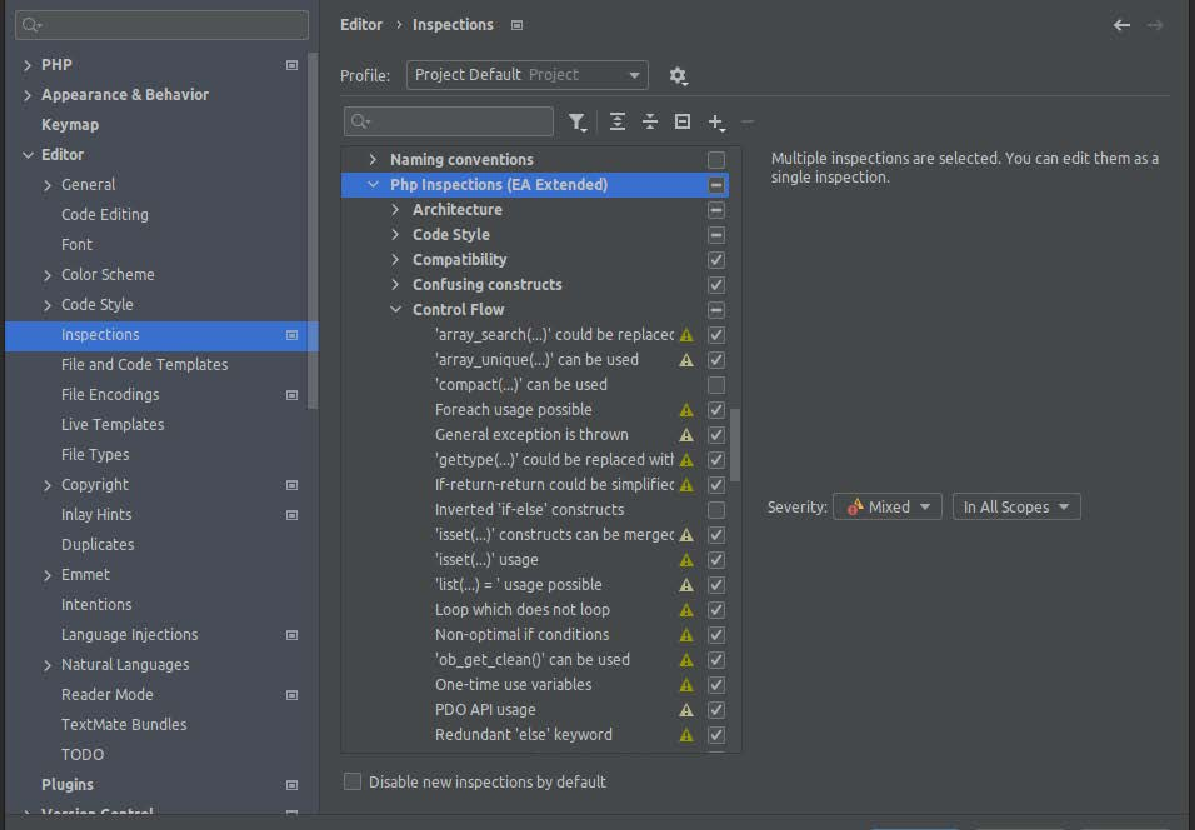 PHP
Appearance & Behavior
Keymap
Editor
General
Code Editing
Font
Color Scheme
Code Style
Inspections
File and Code Templates
File Encodings
Live Templates
File Types
Copyright
Inlay Hints
Duplicates
Emmet
Intentions
Language Injections
Natural Languages
Reader Mode
TextMate Bundles
TODO
Plugins
Version Control
Editor › Inspections
Profile: Project Default Project
Naming conventions
Php Inspections (EA Extended)
Architecture
Code Style
Compatibility
Confusing constructs
Control Flow
'array_search(...)' could be replaced
'array_unique(...)' can be used
'compact(...)' can be used
Foreach usage possible
General exception is thrown
'gettype(...)' could be replaced with
If-return-return could be simplified
Inverted 'if-else' constructs
'isset(...)' constructs can be merged
'isset(...)' usage
'list(...) = ' usage possible
Loop which does not loop
Non-optimal if conditions
'ob_get_clean()' can be used
One-time use variables
PDO API usage
Redundant 'else' keyword
Disable new inspections by default
Multiple inspections are selected. You can edit them as a
single inspection.
Severity: Mixed In All Scopes